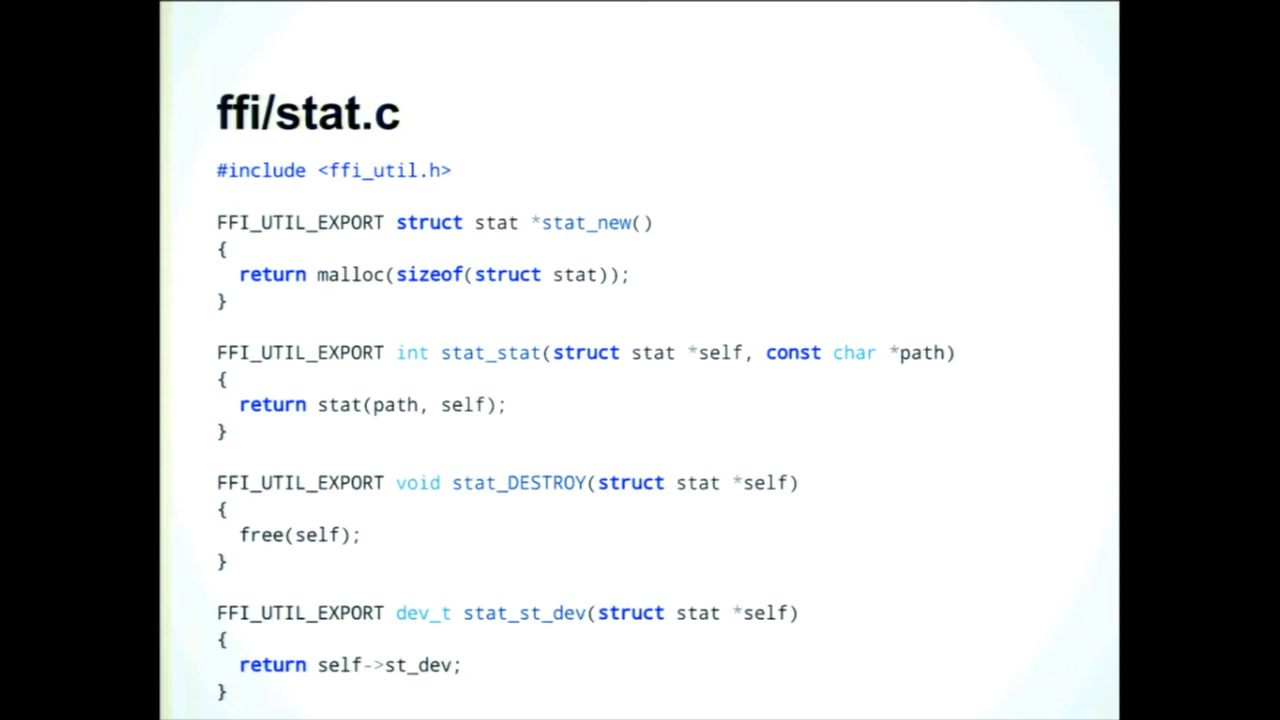 ffi/stat.c
#include <ffi_util.h>
FFI_UTIL_EXPORT struct stat *stat_new()
{
  return malloc(sizeof(struct stat));
}
FFI_UTIL_EXPORT int stat_stat(struct stat *self, const char *path)
{
  return stat(path, self);
}
FFI_UTIL_EXPORT void stat_DESTROY(struct stat *self)
{
  free(self);
}
FFI_UTIL_EXPORT dev_t stat_st_dev(struct stat *self)
{
  return self->st_dev;
}